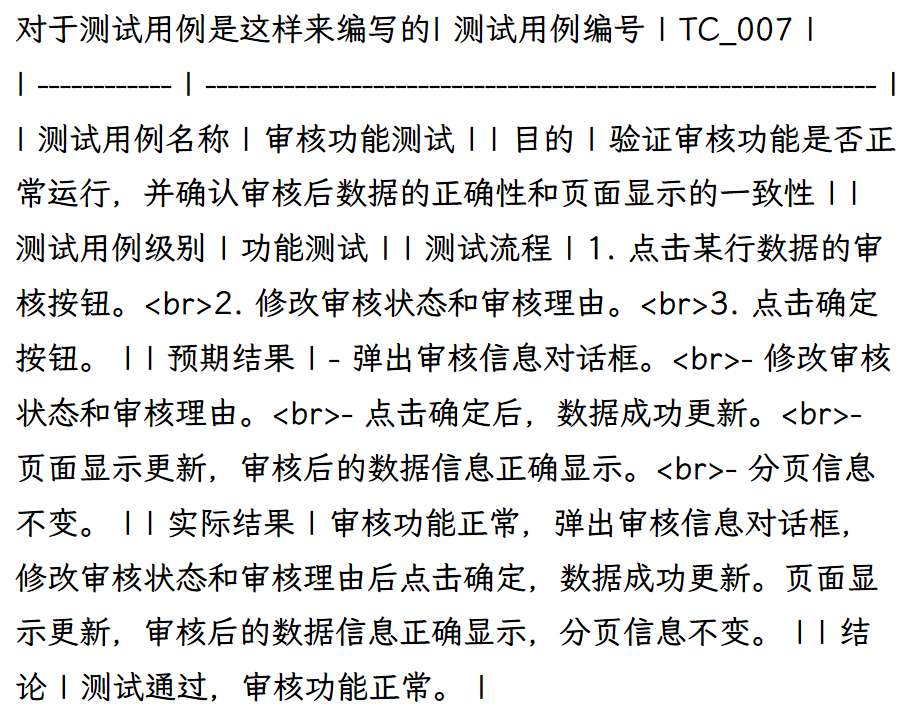 对于测试用例是这样来编写的| 测试用例编号 | TC_007 |
| ------------ | ------------------------------------------------------------ |
| 测试用例名称 | 审核功能测试 | | 目的 | 验证审核功能是否正
常运行，并确认审核后数据的正确性和页面显示的一致性 | |
测试用例级别 | 功能测试 | | 测试流程 | 1. 点击某行数据的审
核按钮。<br>2. 修改审核状态和审核理由。<br>3. 点击确定
按钮。 | | 预期结果 | - 弹出审核信息对话框。<br>- 修改审核
状态和审核理由。<br>- 点击确定后，数据成功更新。<br>-
页面显示更新，审核后的数据信息正确显示。<br>- 分页信息
不变。 | | 实际结果 | 审核功能正常，弹出审核信息对话框，
修改审核状态和审核理由后点击确定，数据成功更新。页面显
示更新，审核后的数据信息正确显示，分页信息不变。 | | 结
论 | 测试通过，审核功能正常。 |